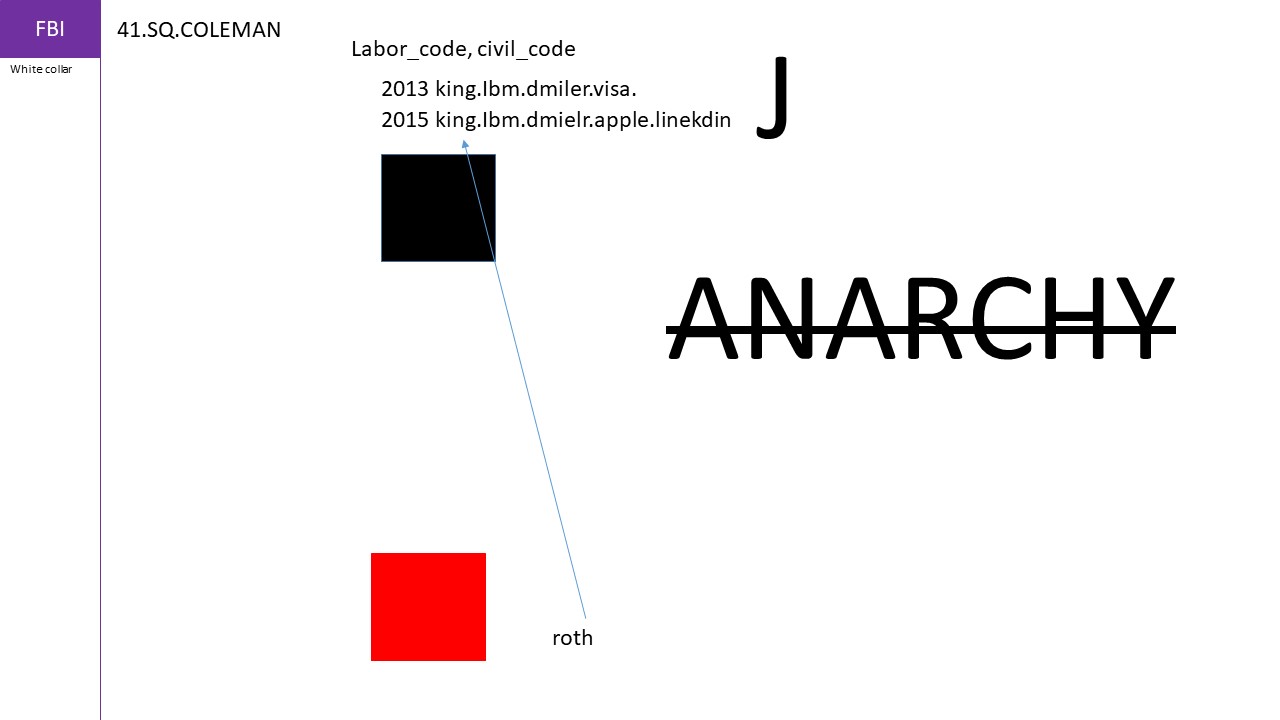 FBI
White collar
41.SQ.COLEMAN
Labor_code, civil_code
2013 king.Ibm.dmiler.visa.
2015 king.Ibm.dmielr.apple.linekdin
J
ANARCHY
roth